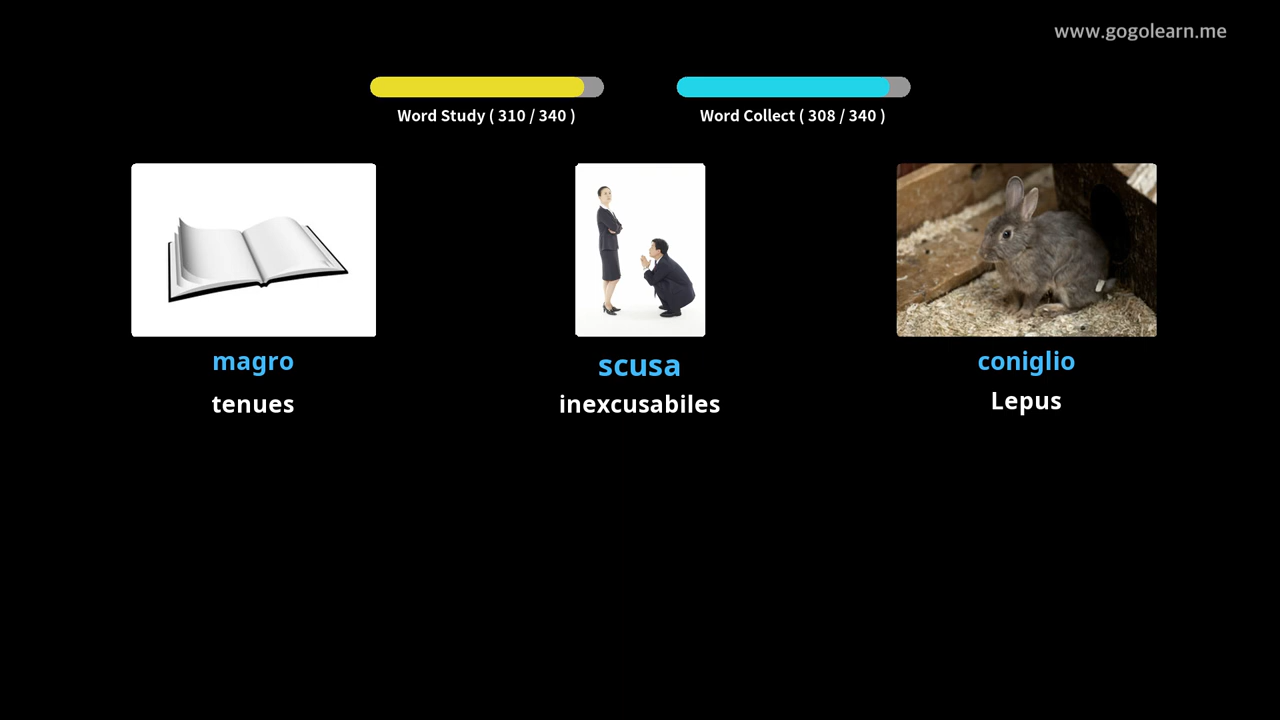 www.gogolearn.me
Word Study ( 310 / 340 )
Word Collect ( 308 / 340 )
magro
scusa
coniglio
tenues
inexcusabiles
Lepus